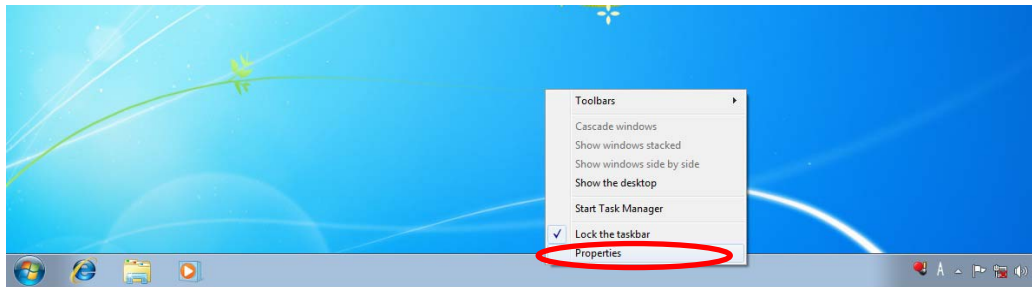 Toolbars
Cascade windows
Show windows stacked
Show windows side by side
Show the desktop
Start Task Manager
Lock the taskbar
Properties
A